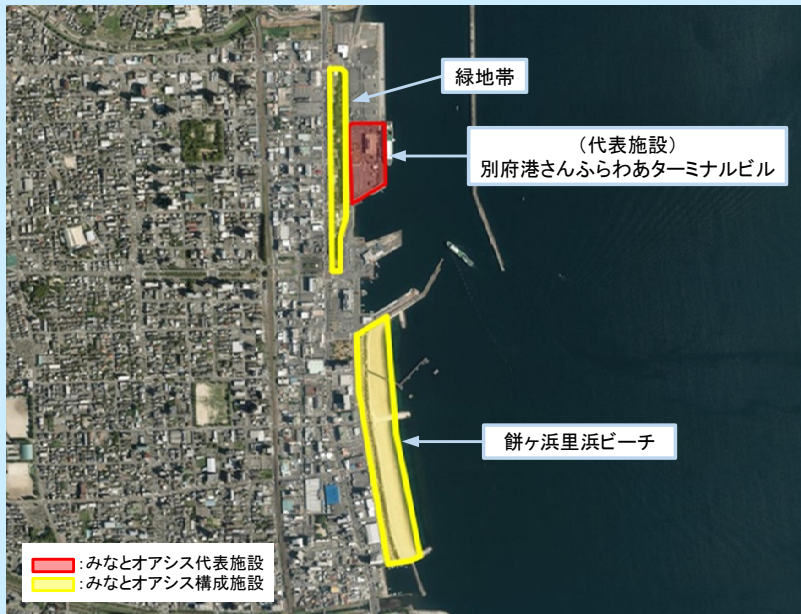 緑地帯
(代表施設)
別府港さんふらわあターミナルビル
餅ヶ浜里浜ビーチ
:みなとオアシス代表施設
:みなとオアシス構成施設